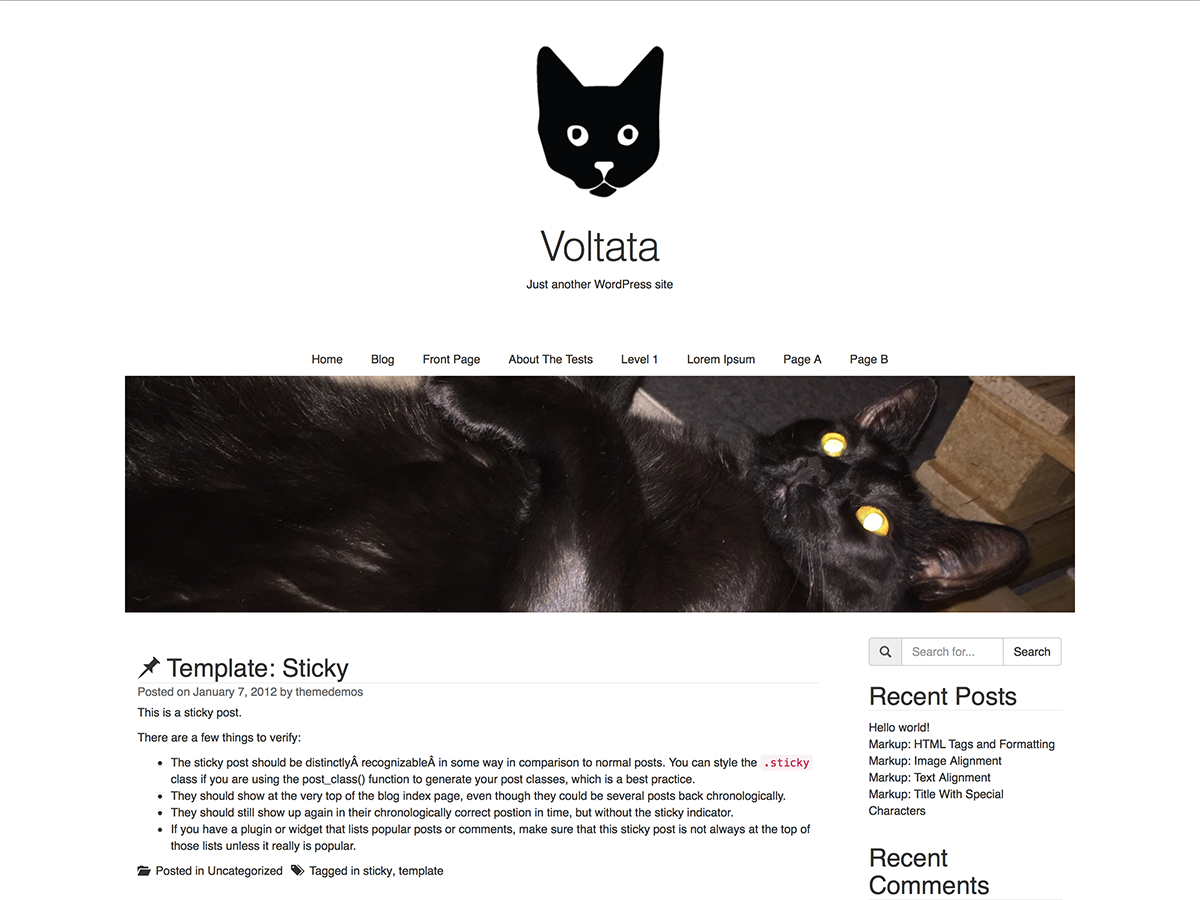 Voltata
Just another WordPress site
Home Blog Front Page About The Tests Level 1 Lorem Ipsum Page A Page B
Template: Sticky
Posted on January 7, 2012 by themedemos
This is a sticky post.
There are a few things to verify:
The sticky post should be distinctlyÂ recognizableÂ in some way in comparison to normal posts. You can style the .sticky
class if you are using the post_class() function to generate your post classes, which is a best practice.
They should show at the very top of the blog index page, even though they could be several posts back chronologically.
They should still show up again in their chronologically correct postion in time, but without the sticky indicator.
If you have a plugin or widget that lists popular posts or comments, make sure that this sticky post is not always at the top of
those lists unless it really is popular.
Posted in Uncategorized Tagged in sticky, template
Search for... Search
Recent Posts
Hello world!
Markup: HTML Tags and Formatting
Markup: Image Alignment
Markup: Text Alignment
Markup: Title With Special
Characters
Recent
Comments